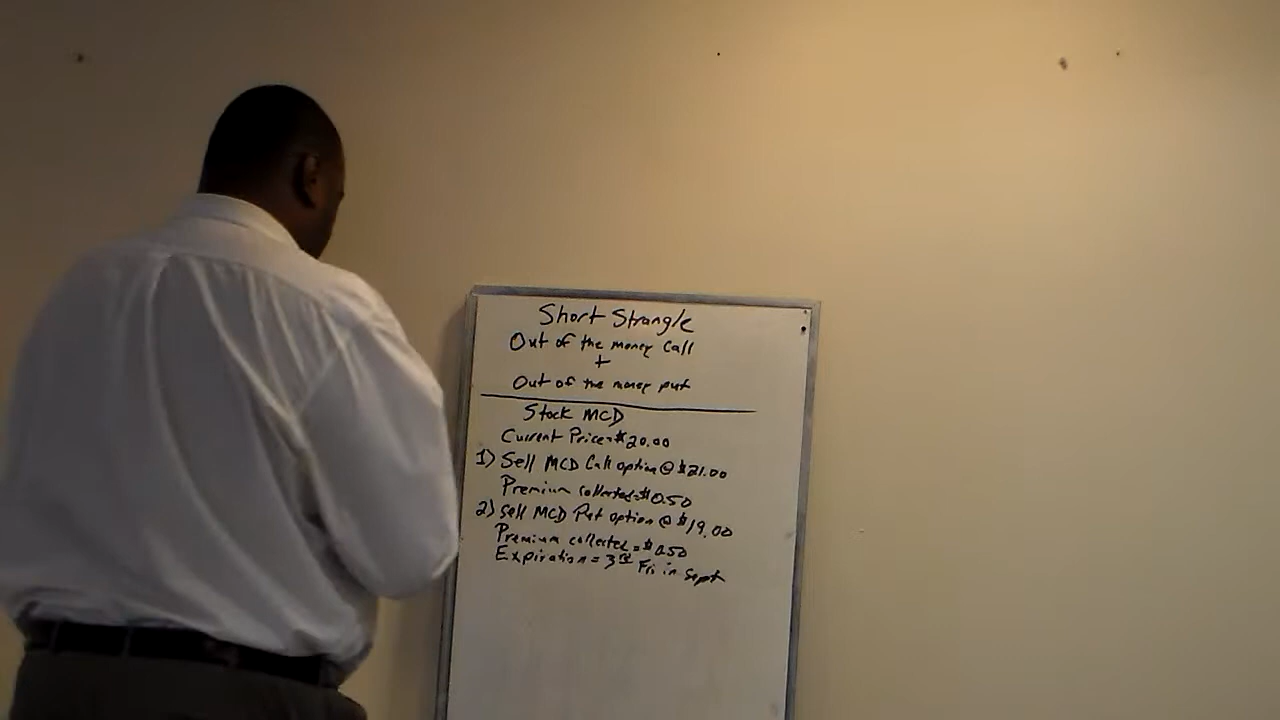 Short Strangle
Out of the money Call
+
Out of the money put
Stock MCD
Current Price=$20.00
1) Sell MCD Call option @ $21.00
Premium collected=$0.50
2) Sell MCD Put option @ $19.00
Premium collected = $0.50
Expiration = 3rd Fri in Sept